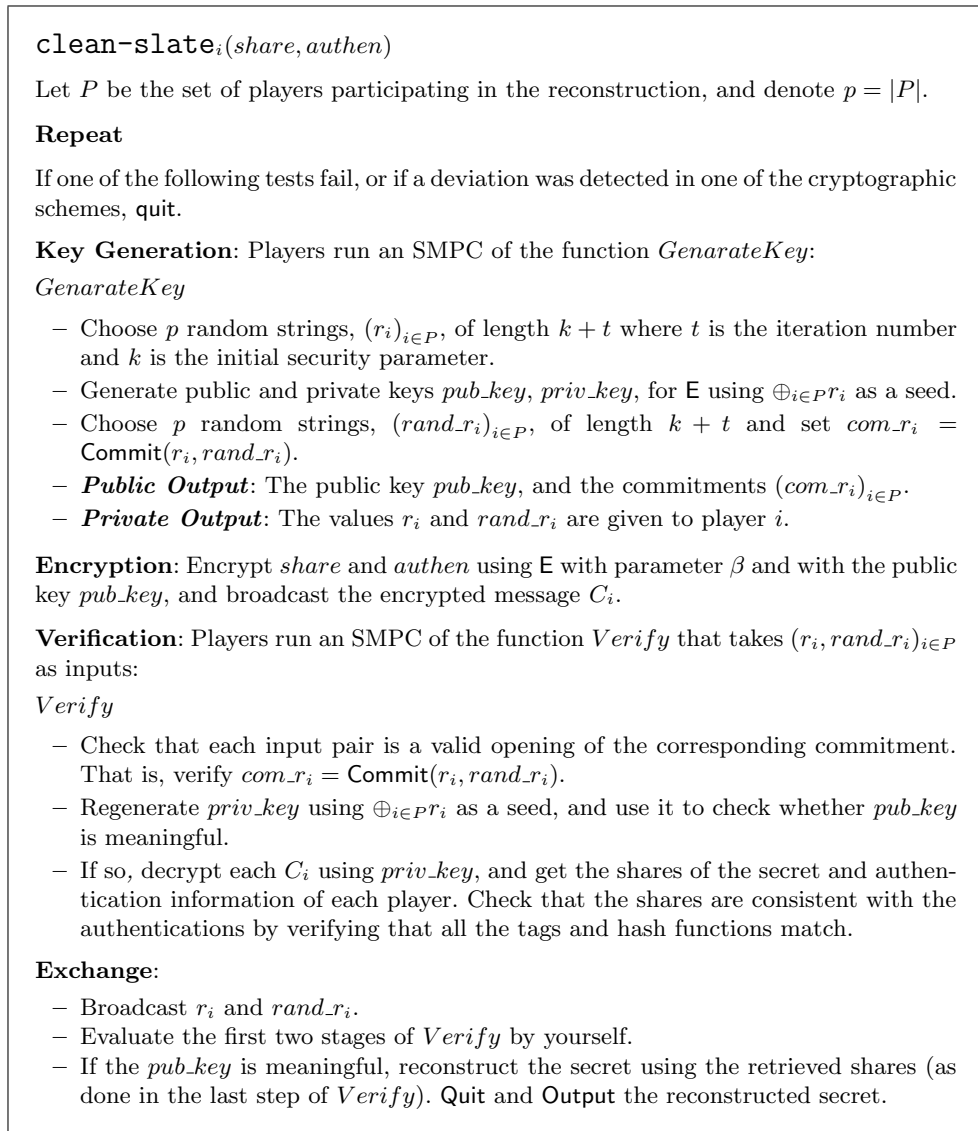 clean-slate_i(share, authen)
Let P be the set of players participating in the reconstruction, and denote p = |P|.
Repeat
If one of the following tests fail, or if a deviation was detected in one of the cryptographic
schemes, quit.
Key Generation: Players run an SMPC of the function GenarateKey:
GenarateKey
– Choose p random strings, (r_i)_{i∈P}, of length k + t where t is the iteration number
and k is the initial security parameter.
– Generate public and private keys pub_key, priv_key, for E using ⊕_{i∈P} r_i as a seed.
– Choose p random strings, (rand_r_i)_{i∈P}, of length k + t and set com_r_i =
Commit(r_i, rand_r_i).
– Public Output: The public key pub_key, and the commitments (com_r_i)_{i∈P}.
– Private Output: The values r_i and rand_r_i are given to player i.
Encryption: Encrypt share and authen using E with parameter β and with the public
key pub_key, and broadcast the encrypted message C_i.
Verification: Players run an SMPC of the function Verify that takes (r_i, rand_r_i)_{i∈P}
as inputs:
Verify
– Check that each input pair is a valid opening of the corresponding commitment.
That is, verify com_r_i = Commit(r_i, rand_r_i).
– Regenerate priv_key using ⊕_{i∈P} r_i as a seed, and use it to check whether pub_key
is meaningful.
– If so, decrypt each C_i using priv_key, and get the shares of the secret and authen-
tication information of each player. Check that the shares are consistent with the
authentications by verifying that all the tags and hash functions match.
Exchange:
– Broadcast r_i and rand_r_i.
– Evaluate the first two stages of Verify by yourself.
– If the pub_key is meaningful, reconstruct the secret using the retrieved shares (as
done in the last step of Verify). Quit and Output the reconstructed secret.